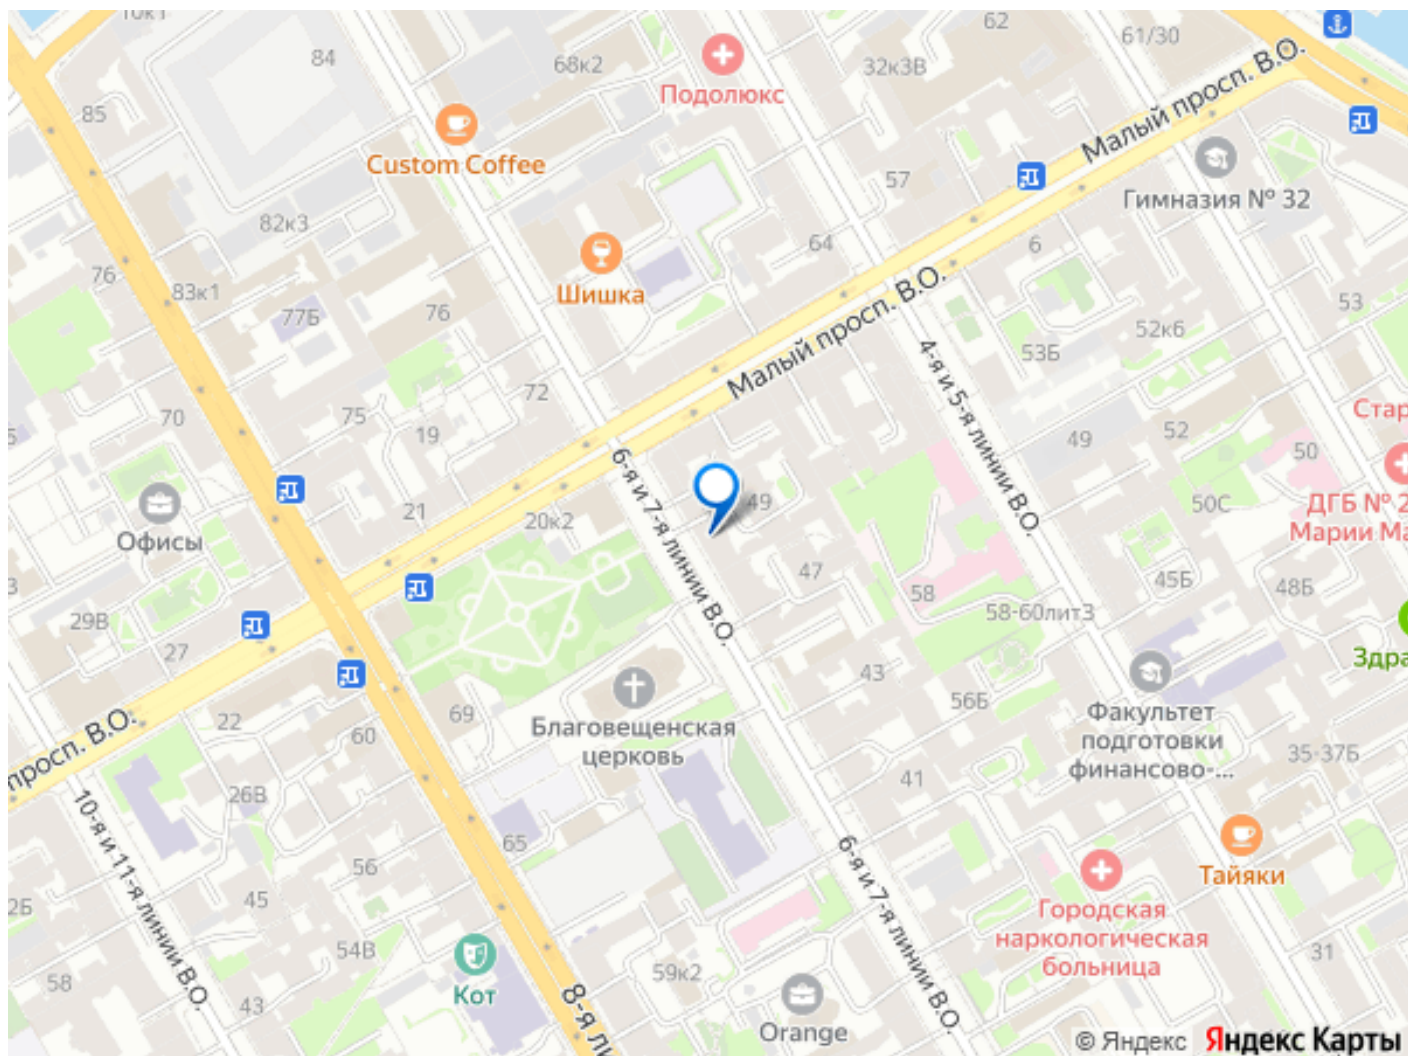 10к1
62
61/30
84
68к2
32к3В
Подолюкс
Малый просп. В.О.
85
Custom Coffee
57
Гимназия № 32
82к3
64
6
76
83к1
Шишка
77Б
76
Малый просп. В.О.
53
52к6
53Б
4-я и 5-я линии В.О.
72
70
75
19
49
52
50
6-я и 7-я линии В.О.
49
50С
21
20к2
Офисы
ДГБ № 2
47
45Б
48Б
58
58-60литЗ
29В
27
43
56Б
69
22
60
Благовещенская
церковь
Факультет
подготовки
финансово-...
просп. В.О.
35-37Б
41
26В
10-я и 11-я линии В.О.
65
6-я и 7-я линии В.О.
56
Тайяки
45
Городская
наркологическая
больница
54В
31
59к2
58
Кот
43
8-я
Orange
© Яндекс Яндекс Карты